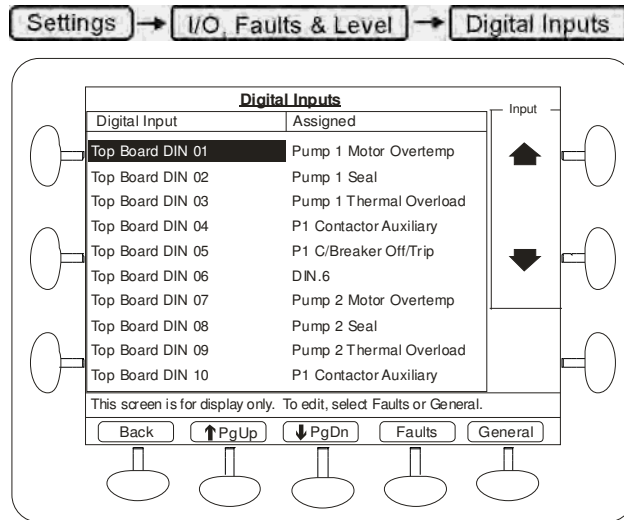 Settings → I/O, Faults & Level → Digital Inputs
Digital Inputs
Input
Digital Input Assigned
Top Board DIN 01 Pump 1 Motor Overtemp
Top Board DIN 02 Pump 1 Seal
Top Board DIN 03 Pump 1 Thermal Overload
Top Board DIN 04 P1 Contactor Auxiliary
Top Board DIN 05 P1 C/Breaker Off/Trip
Top Board DIN 06 DIN.6
Top Board DIN 07 Pump 2 Motor Overtemp
Top Board DIN 08 Pump 2 Seal
Top Board DIN 09 Pump 2 Thermal Overload
Top Board DIN 10 P1 Contactor Auxiliary
This screen is for display only. To edit, select Faults or General.
Back ↑PgUp ↓PgDn Faults General